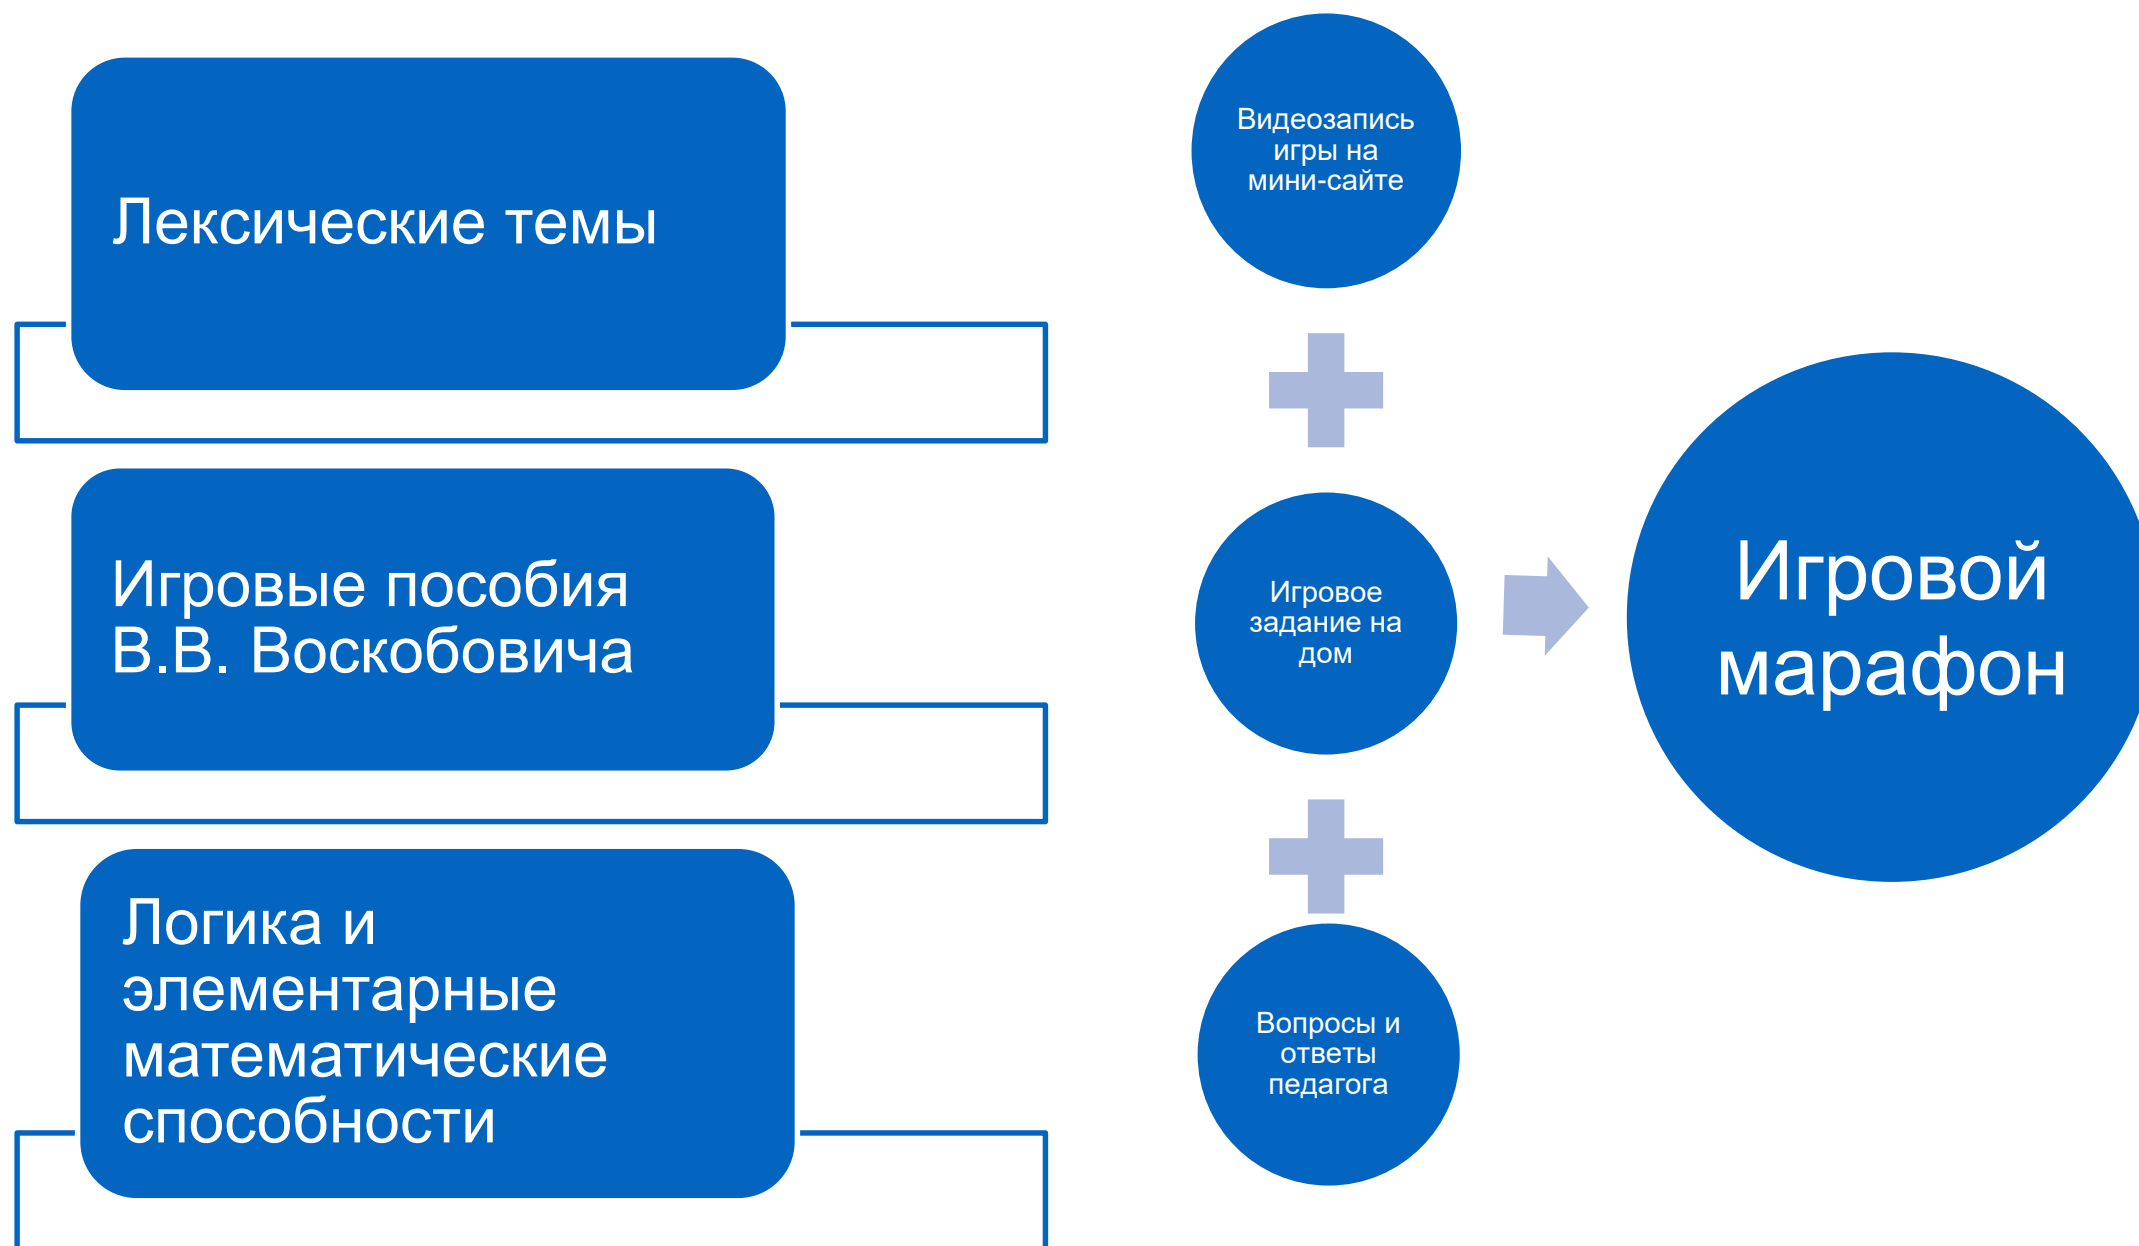 Лексические темы
Игровые пособия
В.В. Воскобовича
Логика и
элементарные
математические
способности
Видеозапись
игры на
мини-сайте
Игровое
задание на
дом
Вопросы и
ответы
педагога
Игровой
марафон